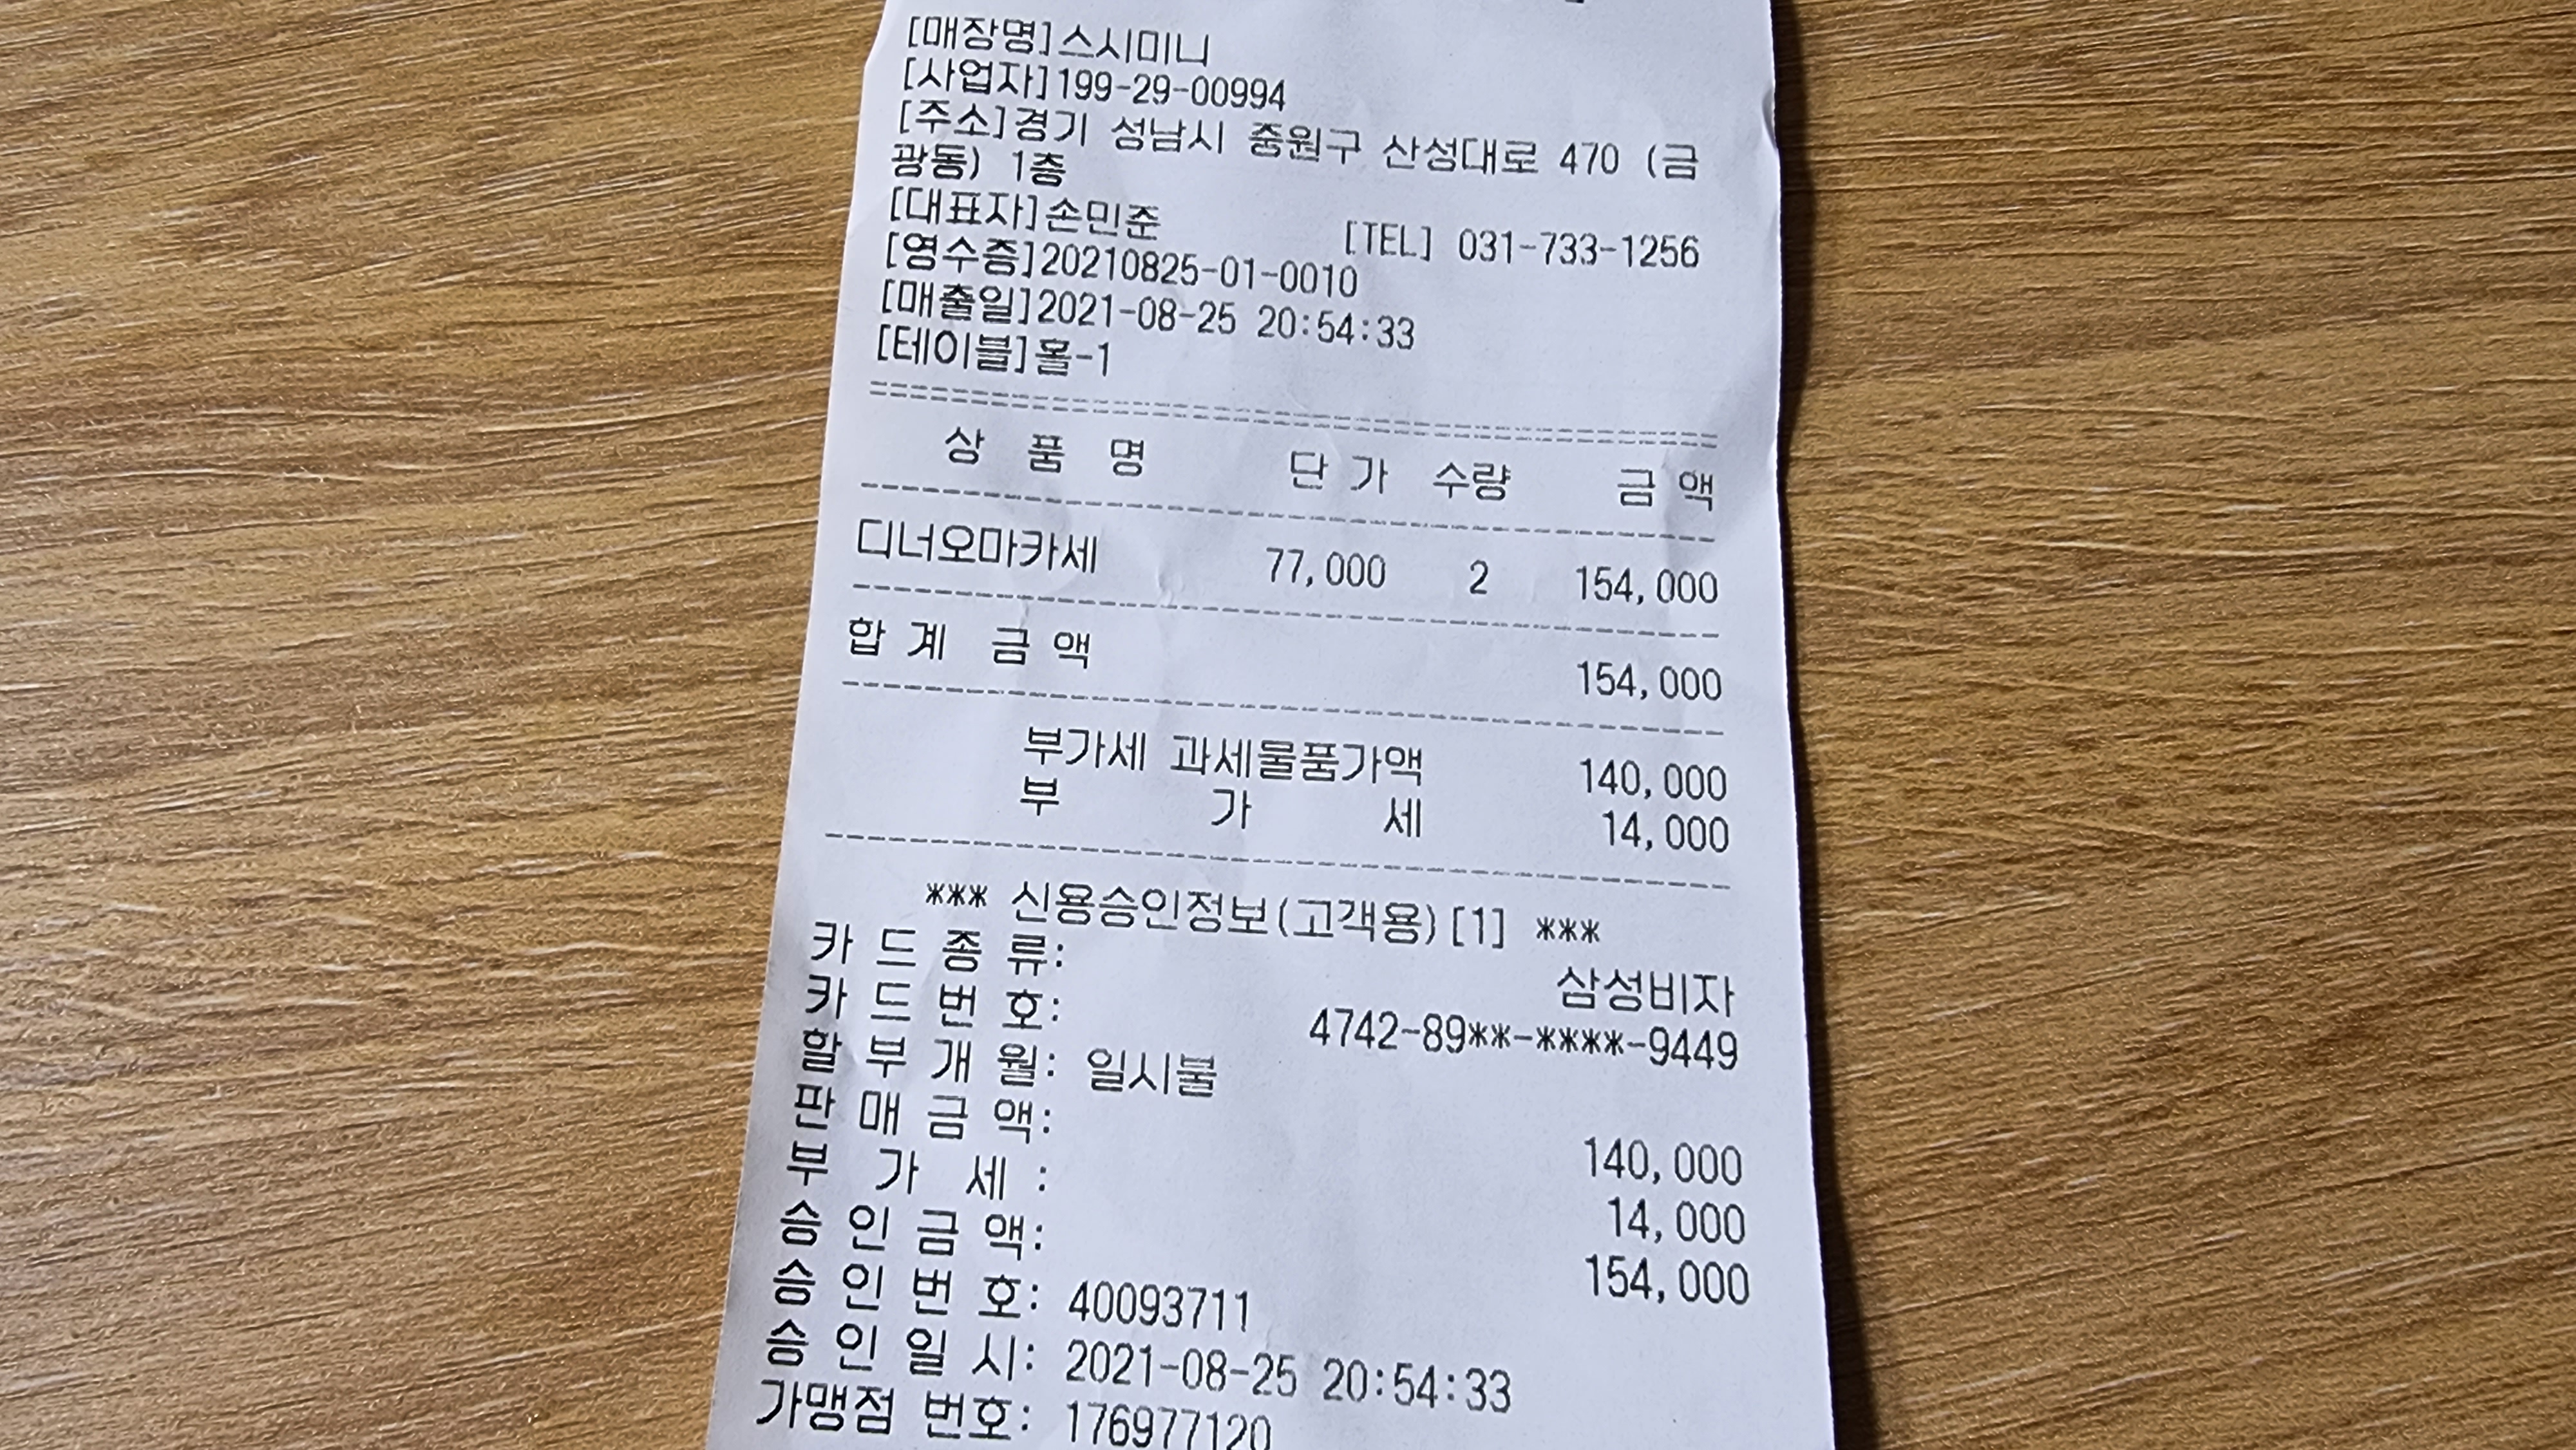 [매장명]스시미니
[사업자]199-29-00994
[주소]경기 성남시 중원구 산성대로 470 (금
광동) 1층
[대표자]손민준 [TEL] 031-733-1256
[영수증]20210825-01-0010
[매출일]2021-08-25 20:54:33
[테이블]홀-1
상 품 명 단 가 수량 금 액
디너오마카세 77,000 2 154,000
합 계 금 액 154,000
부가세 과세물품가액 140,000
부 가 세 14,000
*** 신용승인정보(고객용)[1] ***
카 드 종 류: 삼성비자
카 드 번 호: 4742-89**-****-9449
할 부 개 월: 일시불
판 매 금 액: 140,000
부 가 세 : 14,000
승 인 금 액: 154,000
승 인 번 호: 40093711
승 인 일 시: 2021-08-25 20:54:33
가맹점 번호: 176977120